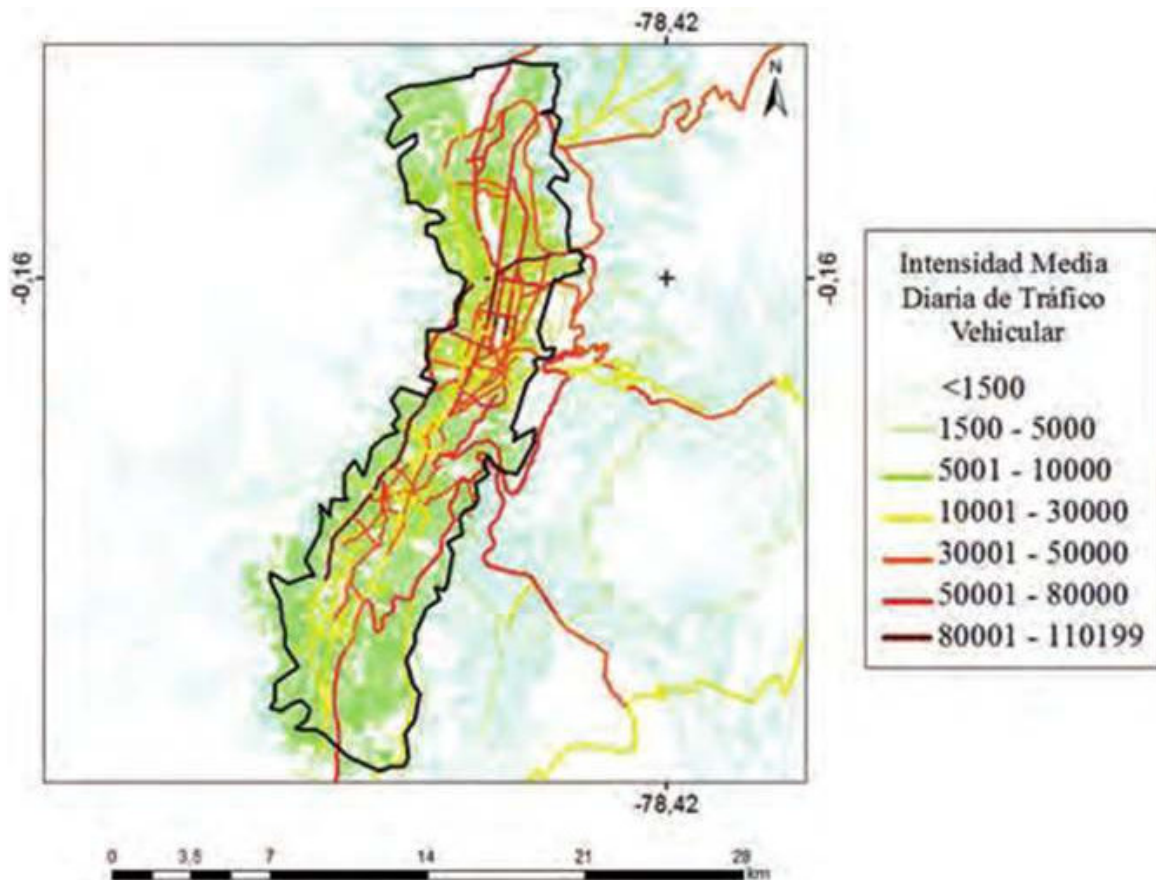 -78,42
N
-0,16
-0,16
Intensidad Media
Diaria de Tráfico
Vehicular
<1500
1500 - 5000
5001 - 10000
10001 - 30000
30001 - 50000
50001 - 80000
80001 - 110199
-78,42
0 3,5 7 14 21 28
km